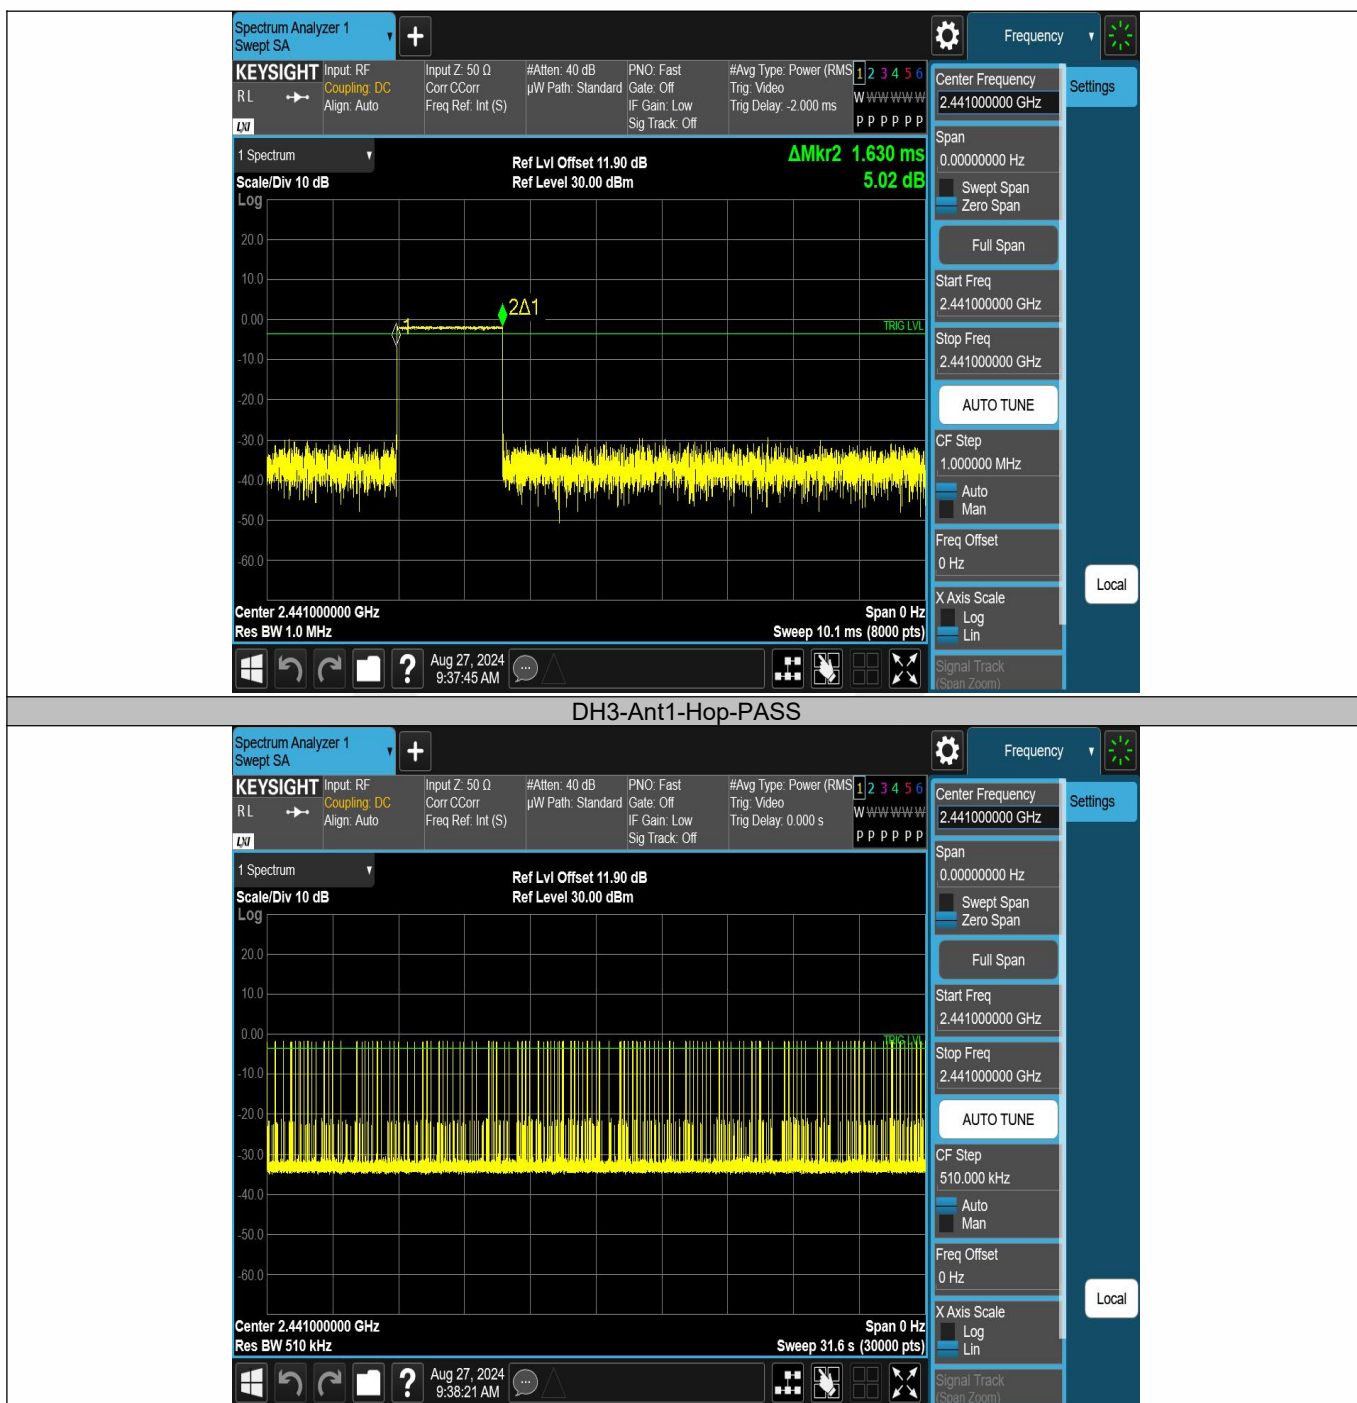 Spectrum Analyzer 1
Swept SA
+
Frequency
KEYSIGHT
RL
LXI
Input: RF
Coupling: DC
Align: Auto
Input Z: 50 Ω
Corr CCorr
Freq Ref: Int (S)
#Atten: 40 dB
µW Path: Standard
PNO: Fast
Gate: Off
IF Gain: Low
Sig Track: Off
#Avg Type: Power (RMS
Trig: Video
Trig Delay: -2.000 ms
1 2 3 4 5 6
W W W W W W
P P P P P P
1 Spectrum
Scale/Div 10 dB
Log
Ref Lvl Offset 11.90 dB
Ref Level 30.00 dBm
ΔMkr2 1.630 ms
5.02 dB
20.0
10.0
0.00
-10.0
-20.0
-30.0
-40.0
-50.0
-60.0
1
2Δ1
TRIG LVL
Center 2.441000000 GHz
Res BW 1.0 MHz
Span 0 Hz
Sweep 10.1 ms (8000 pts)
Aug 27, 2024
9:37:45 AM
Center Frequency
2.441000000 GHz
Settings
Span
0.00000000 Hz
Swept Span
Zero Span
Full Span
Start Freq
2.441000000 GHz
Stop Freq
2.441000000 GHz
AUTO TUNE
CF Step
1.000000 MHz
Auto
Man
Freq Offset
0 Hz
X Axis Scale
Log
Lin
Signal Track
(Span Zoom)
Local
DH3-Ant1-Hop-PASS
Spectrum Analyzer 1
Swept SA
+
Frequency
KEYSIGHT
RL
LXI
Input: RF
Coupling: DC
Align: Auto
Input Z: 50 Ω
Corr CCorr
Freq Ref: Int (S)
#Atten: 40 dB
µW Path: Standard
PNO: Fast
Gate: Off
IF Gain: Low
Sig Track: Off
#Avg Type: Power (RMS
Trig: Video
Trig Delay: 0.000 s
1 2 3 4 5 6
W W W W W W
P P P P P P
1 Spectrum
Scale/Div 10 dB
Log
Ref Lvl Offset 11.90 dB
Ref Level 30.00 dBm
20.0
10.0
0.00
-10.0
-20.0
-30.0
-40.0
-50.0
-60.0
TRIG LVL
Center 2.441000000 GHz
Res BW 510 kHz
Span 0 Hz
Sweep 31.6 s (30000 pts)
Aug 27, 2024
9:38:21 AM
Center Frequency
2.441000000 GHz
Settings
Span
0.00000000 Hz
Swept Span
Zero Span
Full Span
Start Freq
2.441000000 GHz
Stop Freq
2.441000000 GHz
AUTO TUNE
CF Step
510.000 kHz
Auto
Man
Freq Offset
0 Hz
X Axis Scale
Log
Lin
Signal Track
(Span Zoom)
Local